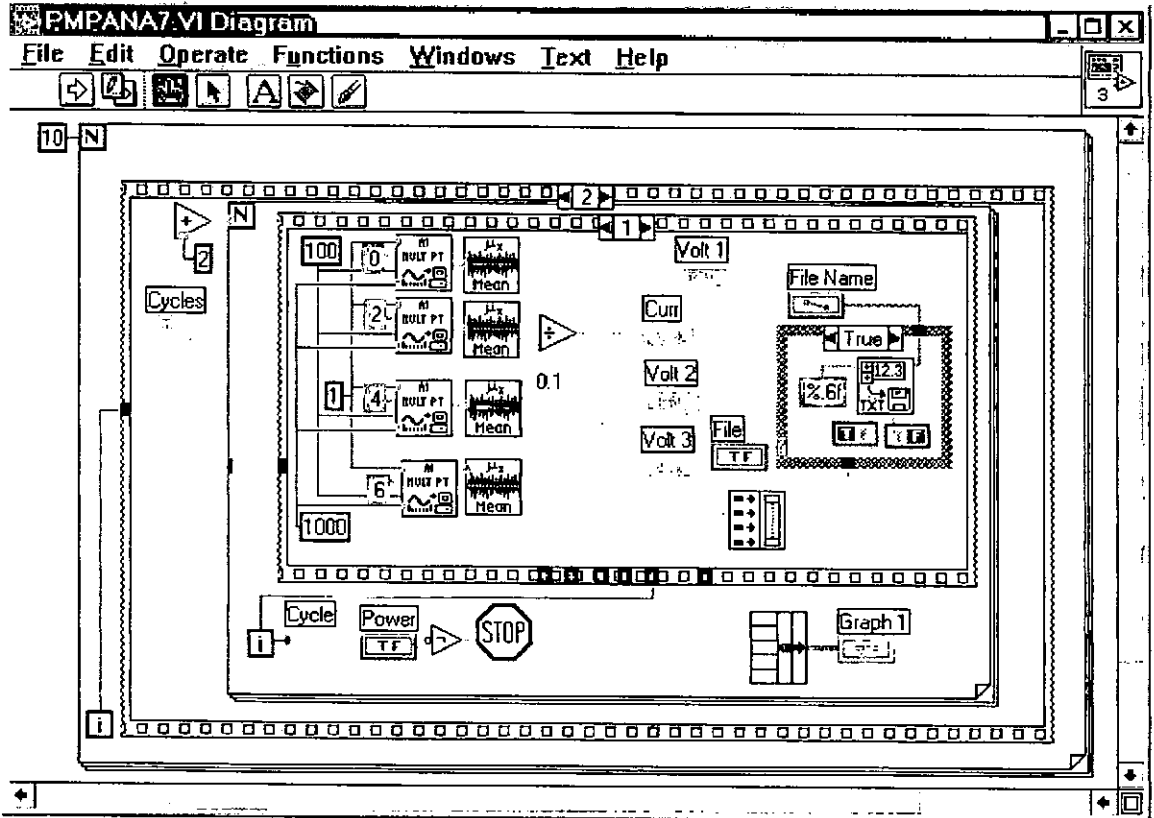 PMPANA7.VI Diagram
File Edit Operate Functions Windows Text Help
A
3
10 N
2
N
1
2
Cycles
100
0
AI
MULT PT
μx
Mean
2
AI
MULT PT
Mean
÷
0.1
1
4
AI
MULT PT
μx
Mean
6
AI
MULT PT
μx
Mean
1000
Volt 1
Curr
Volt 2
Volt 3
File
TF
File Name
True
%.6f
12.3
TXT
T F
T F
i
Cycle
Power
TF
STOP
Graph 1
i